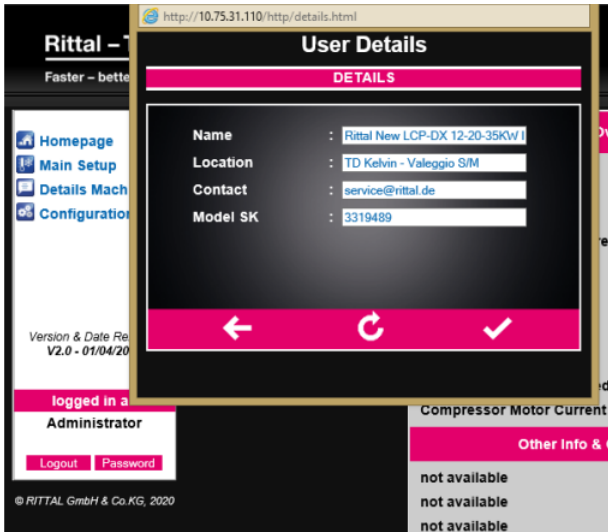 http://10.75.31.110/http/details.html
User Details
DETAILS
Name : Rittal New LCP-DX 12-20-35KW
Location : TD Kelvin - Valeggio S/M
Contact : service@rittal.de
Model SK : 3319489
Rittal –
Faster – bette
Homepage
Main Setup
Details Mach
Configuration
Version & Date Re
V2.0 - 01/04/20
logged in a
Administrator
Logout Password
© RITTAL GmbH & Co.KG, 2020
Compressor Motor Current
Other Info &
not available
not available
not available